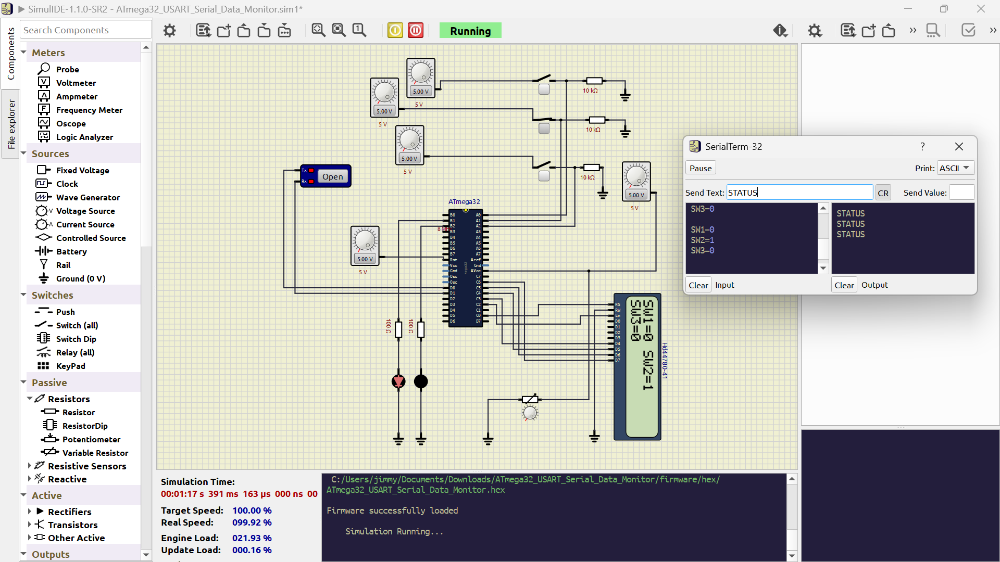 SimulIDE-1.1.0-SR2 - ATmega32_USART_Serial_Data_Monitor.sim1*
Components
File explorer
Search Components
Meters
Probe
Voltmeter
Ampmeter
Frequency Meter
Oscope
Logic Analyzer
Sources
Fixed Voltage
Clock
Wave Generator
Voltage Source
Current Source
Controlled Source
Battery
Rail
Ground (0 V)
Switches
Push
Switch (all)
Switch Dip
Relay (all)
KeyPad
Passive
Resistors
Resistor
ResistorDip
Potentiometer
Variable Resistor
Resistive Sensors
Reactive
Active
Rectifiers
Transistors
Other Active
Outputs
Running
5.00 V
5 V
5.00 V
5 V
5.00 V
5 V
5.00 V
5 V
5.00 V
5 V
10 kΩ
10 kΩ
10 kΩ
Tx
Rx
Open
ATmega32
mega32
B0
B1
B2
B3
B4
B5
B6
B7
Rst
Vcc
Gnd
Osc
Osc
D0
D1
D2
D3
D4
D5
D6
A0
A1
A2
A3
A4
A5
A6
A7
Aref
Gnd
AVcc
C7
C6
C5
C4
C3
C2
C1
C0
D7
100 Ω
100 Ω
RS
RW
En
D0
D1
D2
D3
D4
D5
D6
D7
SW1=0 SW2=1
SW3=0
Hd44780-41
SerialTerm-32
?
Pause
Print: ASCII
Send Text: STATUS
CR
Send Value:
SW3=0
SW1=0
SW2=1
SW3=0
STATUS
STATUS
STATUS
Clear Input
Clear Output
Simulation Time:
00:01:17 s 391 ms 163 µs 000 ns 00
Target Speed: 100.00 %
Real Speed: 099.92 %
Engine Load: 021.93 %
Update Load: 000.16 %
C:/Users/jimmy/Documents/Downloads/ATmega32_USART_Serial_Data_Monitor/firmware/hex/
ATmega32_USART_Serial_Data_Monitor.hex
Firmware successfully loaded
Simulation Running...